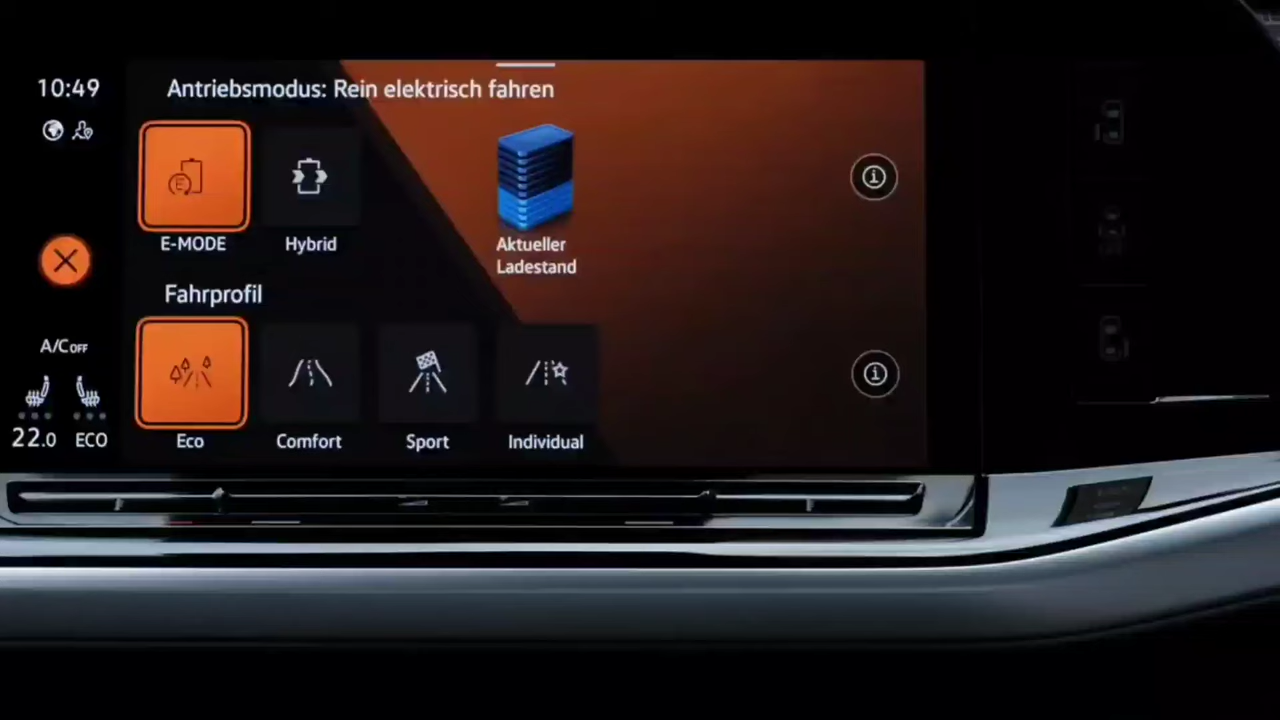 10:49
Antriebsmodus: Rein elektrisch fahren
E
E-MODE
Hybrid
Aktueller
Ladestand
Fahrprofil
A/C OFF
22.0
ECO
Eco
Comfort
Sport
Individual